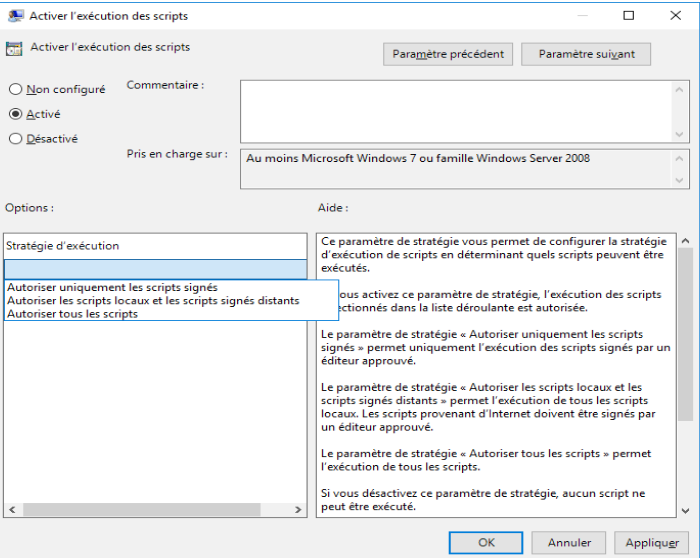 Activer l'exécution des scripts
Activer l'exécution des scripts
Paramètre précédent
Paramètre suivant
Non configuré
Commentaire :
Activé
Désactivé
Pris en charge sur :
Au moins Microsoft Windows 7 ou famille Windows Server 2008
Options :
Aide :
Stratégie d'exécution
Autoriser uniquement les scripts signés
Autoriser les scripts locaux et les scripts signés distants
Autoriser tous les scripts
Ce paramètre de stratégie vous permet de configurer la stratégie
d'exécution de scripts en déterminant quels scripts peuvent être
exécutés.
ous activez ce paramètre de stratégie, l'exécution des scripts
ectionnés dans la liste déroulante est autorisée.
Le paramètre de stratégie « Autoriser uniquement les scripts
signés » permet uniquement l'exécution des scripts signés par un
éditeur approuvé.
Le paramètre de stratégie « Autoriser les scripts locaux et les
scripts signés distants » permet l'exécution de tous les scripts
locaux. Les scripts provenant d'Internet doivent être signés par
un éditeur approuvé.
Le paramètre de stratégie « Autoriser tous les scripts » permet
l'exécution de tous les scripts.
Si vous désactivez ce paramètre de stratégie, aucun script ne
peut être exécuté.
OK
Annuler
Appliquer